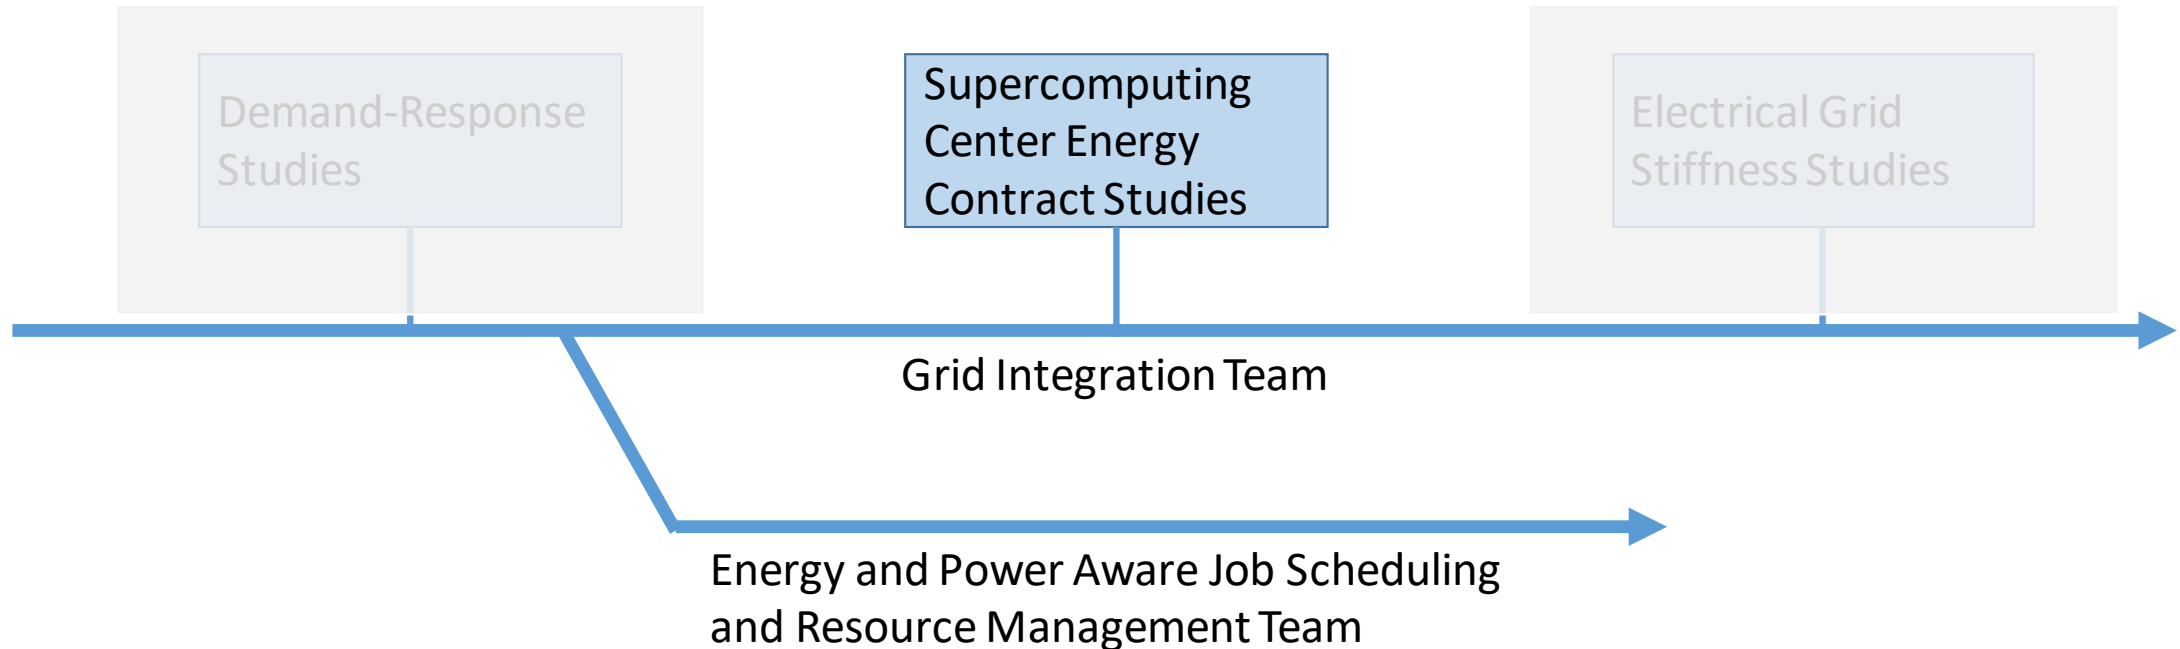 Demand-Response
Studies
Supercomputing
Center Energy
Contract Studies
Electrical Grid
Stiffness Studies
Grid Integration Team
Energy and Power Aware Job Scheduling
and Resource Management Team